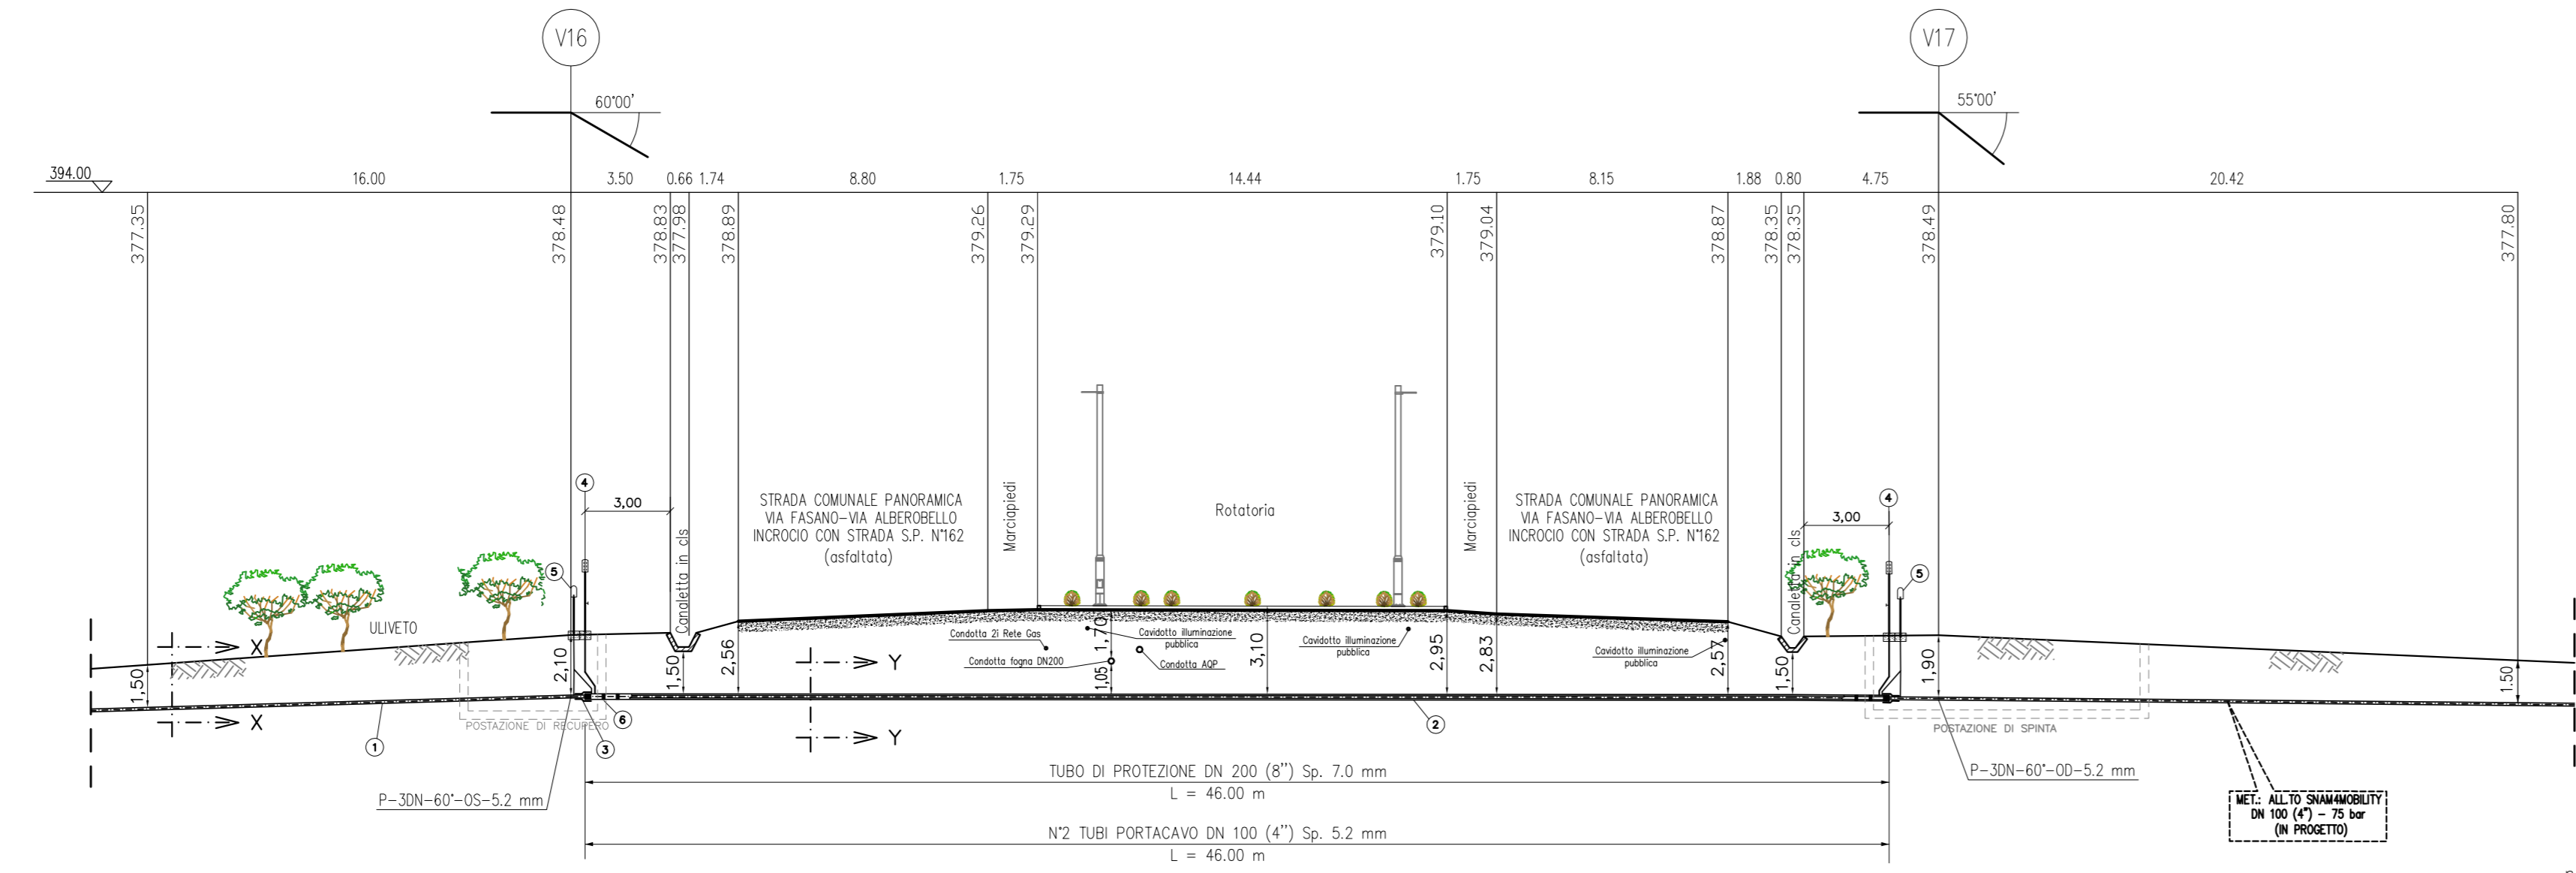 V16
V17
60°00'
55°00'
394.00
16.00
3.50
0.66
1.74
8.80
1.75
14.44
1.75
8.15
1.88
0.80
4.75
20.42
377.35
378.48
378.83
377.98
378.89
379.26
379.29
379.10
379.04
378.87
378.35
378.35
378.49
377.80
4
3,00
5
ULIVETO
Canaletta in cls
STRADA COMUNALE PANORAMICA
VIA FASANO-VIA ALBEROBELLO
INCROCIO CON STRADA S.P. N°162
(asfaltata)
Marciapiedi
Rotatoria
Marciapiedi
STRADA COMUNALE PANORAMICA
VIA FASANO-VIA ALBEROBELLO
INCROCIO CON STRADA S.P. N°162
(asfaltata)
Canaletta in cls
4
3,00
5
Condotta 2i Rete Gas
Condotta fogna DN200
Cavidotto illuminazione
pubblica
Condotta AQP
Cavidotto illuminazione
pubblica
Cavidotto illuminazione
pubblica
X
X
Y
Y
1,50
2,10
1,50
2,56
1,70
1,05
3,10
2,95
2,83
2,57
1,50
1,90
1.50
POSTAZIONE DI RECUPERO
POSTAZIONE DI SPINTA
1
3
6
2
P-3DN-60°-OS-5.2 mm
P-3DN-60°-OD-5.2 mm
TUBO DI PROTEZIONE DN 200 (8") Sp. 7.0 mm
L = 46.00 m
N°2 TUBI PORTACAVO DN 100 (4") Sp. 5.2 mm
L = 46.00 m
MET.: ALL.TO SNAM4MOBILITY
DN 100 (4") - 75 bar
(IN PROGETTO)